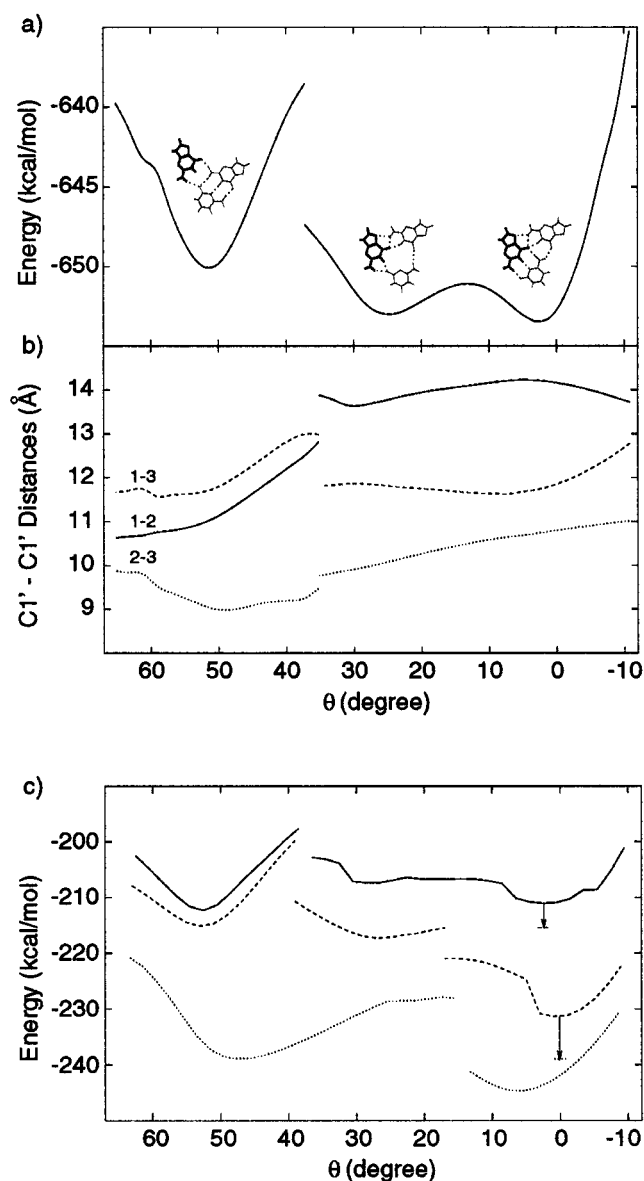 a)
Energy (kcal/mol)
-640
-645
-650
b)
C1' - C1' Distances (Å)
14
13
12
11
10
9
1-3
1-2
2-3
60 50 40 30 20 10 0 -10
θ (degree)
c)
Energy (kcal/mol)
-200
-210
-220
-230
-240
60 50 40 30 20 10 0 -10
θ (degree)